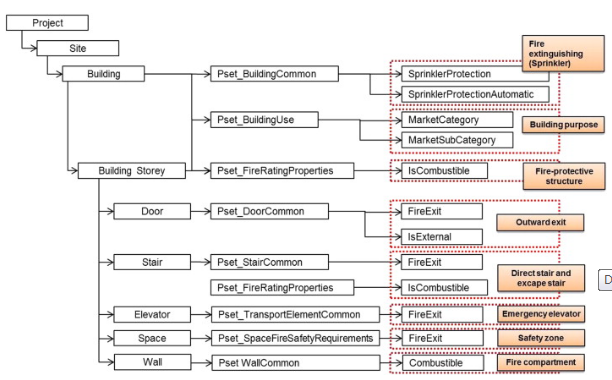 Project
Site
Building
Pset_BuildingCommon
SprinklerProtection
Fire
extinguishing
(Sprinkler)
SprinklerProtectionAutomatic
Pset_BuildingUse
MarketCategory
Building purpose
MarketSubCategory
Building Storey
Pset_FireRatingProperties
IsCombustible
Fire-protective
structure
Door
Pset_DoorCommon
FireExit
Outward exit
IsExternal
Stair
Pset_StairCommon
FireExit
Direct stair and
excape stair
Pset_FireRatingProperties
IsCombustible
D
Elevator
Pset_TransportElementCommon
FireExit
Emergency elevator
Space
Pset_SpaceFireSafetyRequirements
FireExit
Safety zone
Wall
Pset WallCommon
Combustible
Fire compartment